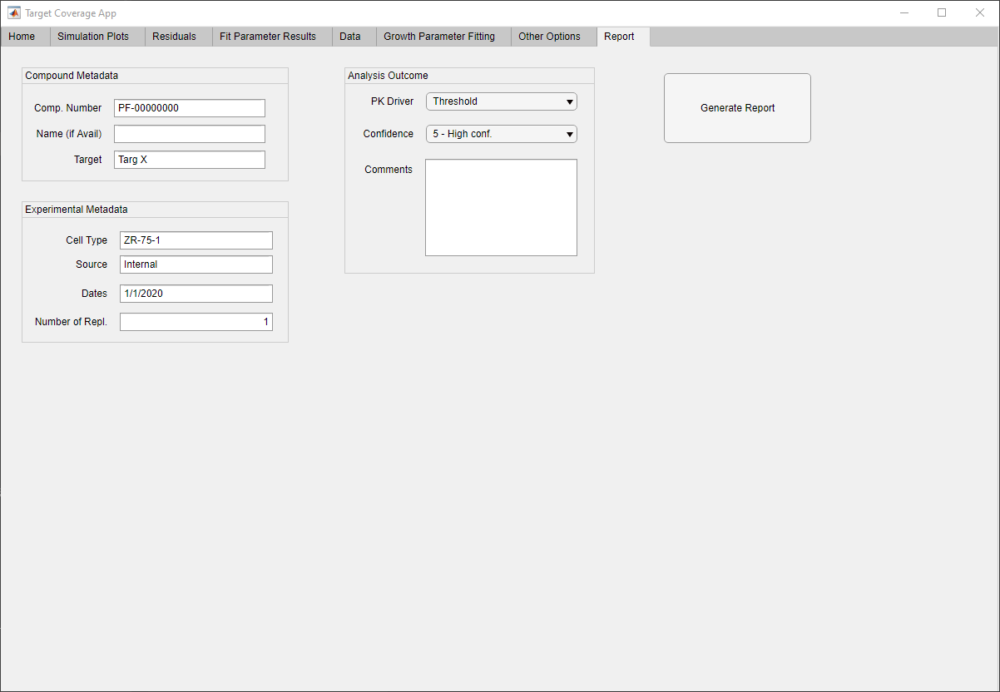 Target Coverage App
Home Simulation Plots Residuals Fit Parameter Results Data Growth Parameter Fitting Other Options Report
Compound Metadata
Comp. Number PF-00000000
Name (if Avail)
Target Targ X
Experimental Metadata
Cell Type ZR-75-1
Source Internal
Dates 1/1/2020
Number of Repl. 1
Analysis Outcome
PK Driver Threshold
Confidence 5 - High conf.
Comments
Generate Report